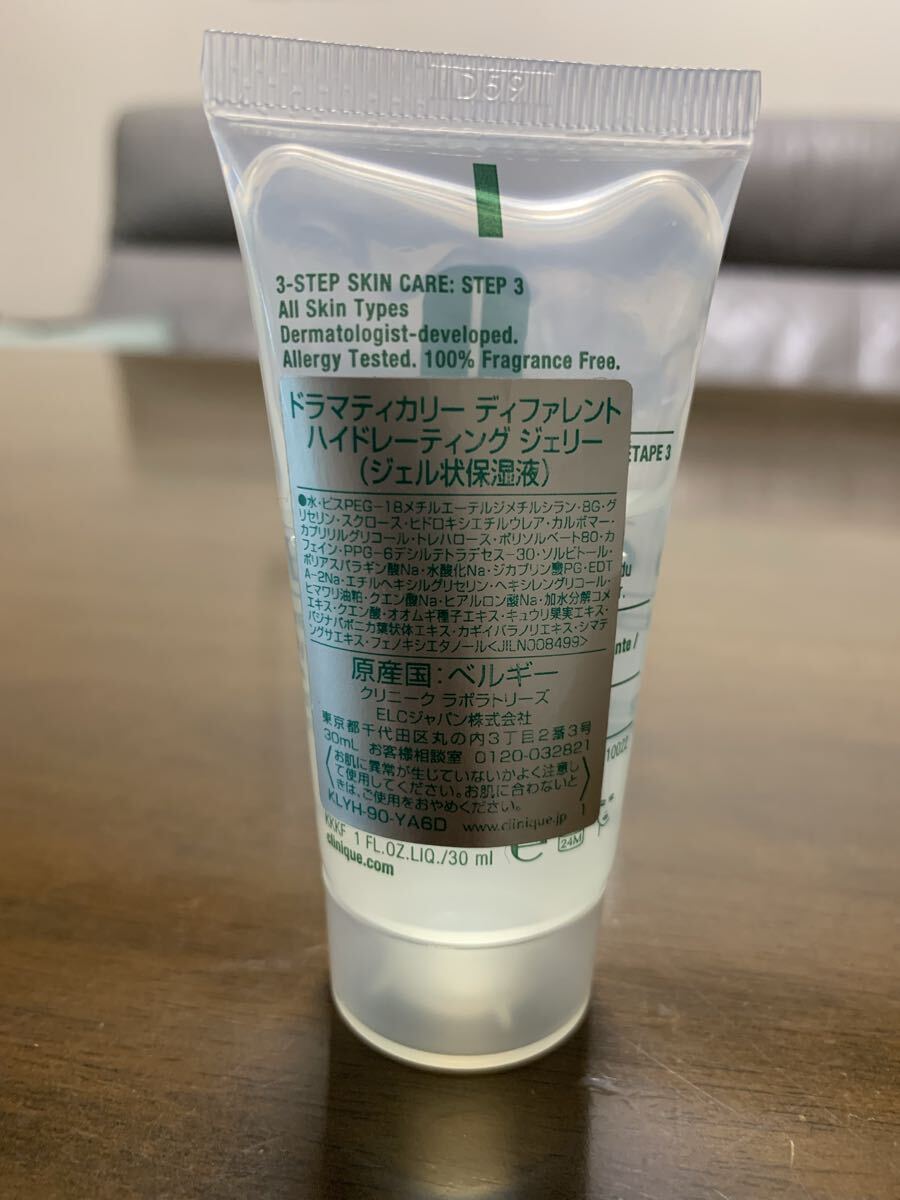 D59
3-STEP SKIN CARE: STEP 3
All Skin Types
Dermatologist-developed.
Allergy Tested. 100% Fragrance Free.
ドラマティカリー ディファレント
ハイドレーティング ジェリー
(ジェル状保湿液)
ETAPE 3
●水・ビスPEG-18メチルエーテルジメチルシラン・BG・グ
リセリン・スクロース・ヒドロキシエチルウレア・カルボマー・
カプリリルグリコール・トレハロース・ポリソルベート80・カ
フェイン・PPG-6デシルテトラデセス-30・ソルビトール・
ポリアスパラギン酸Na・水酸化Na・ジカプリン酸PG・EDT
A-2Na・エチルヘキシルグリセリン・ヘキシレングリコール・
ヒマワリ油粕・クエン酸Na・ヒアルロン酸Na・加水分解コメ
エキス・クエン酸・オオムギ種子エキス・キュウリ果実エキス・
パジナパボニカ葉状体エキス・カギイバラノリエキス・シマテ
ングサエキス・フェノキシエタノール<JILN008499>
du
nte /
原産国:ベルギー
クリニーク ラボラトリーズ
ELCジャパン株式会社
東京都千代田区丸の内3丁目2番3号
30mL お客様相談室 0120-032821
10022
お肌に異常が生じていないかよく注意し
て使用してください。お肌に合わないと
きは、ご使用をおやめください。
KLYH-90-YA6D www.clinique.jp 1
KKKF 1 FL.OZ.LIQ./30 ml e 24M
clinique.com